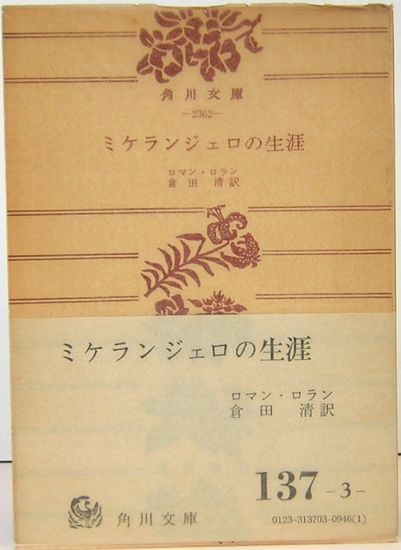 角川文庫
—2362—
ミケランジェロの生涯
ロマン・ロラン
倉田 清訳
ミケランジェロの生涯
ロマン・ロラン
倉田 清訳
137 -3-
角川文庫
0123-313703-0946(1)